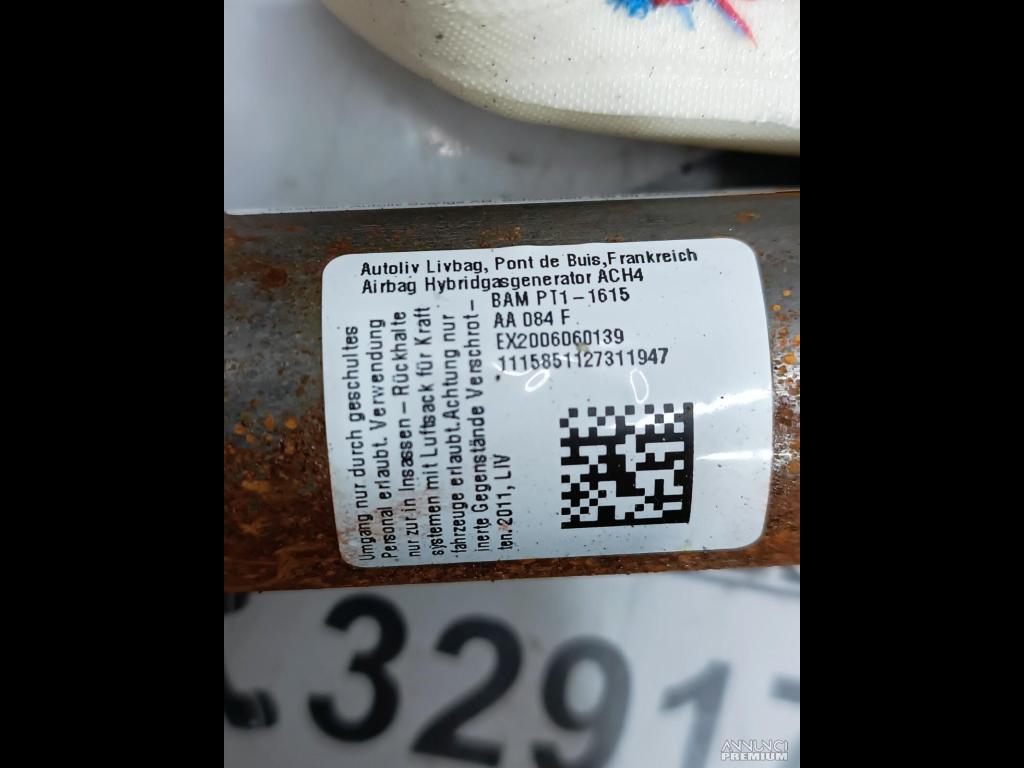 Autoliv Livbag, Pont de Buis,Frankreich
Airbag Hybridgasgenerator ACH4
BAM PT1-1615
AA 084 F
EX2006060139
1115851127311947
Umgang nur durch geschultes
Personal erlaubt. Verwendung
nur zur in Insassen-Rückhalte
systemen mit Luftsack für Kraft
fahrzeuge erlaubt.Achtung nur
inerte Gegenstände Verschrot-
ten. 2011, LIV
3291
ANNUNCI
PREMIUM